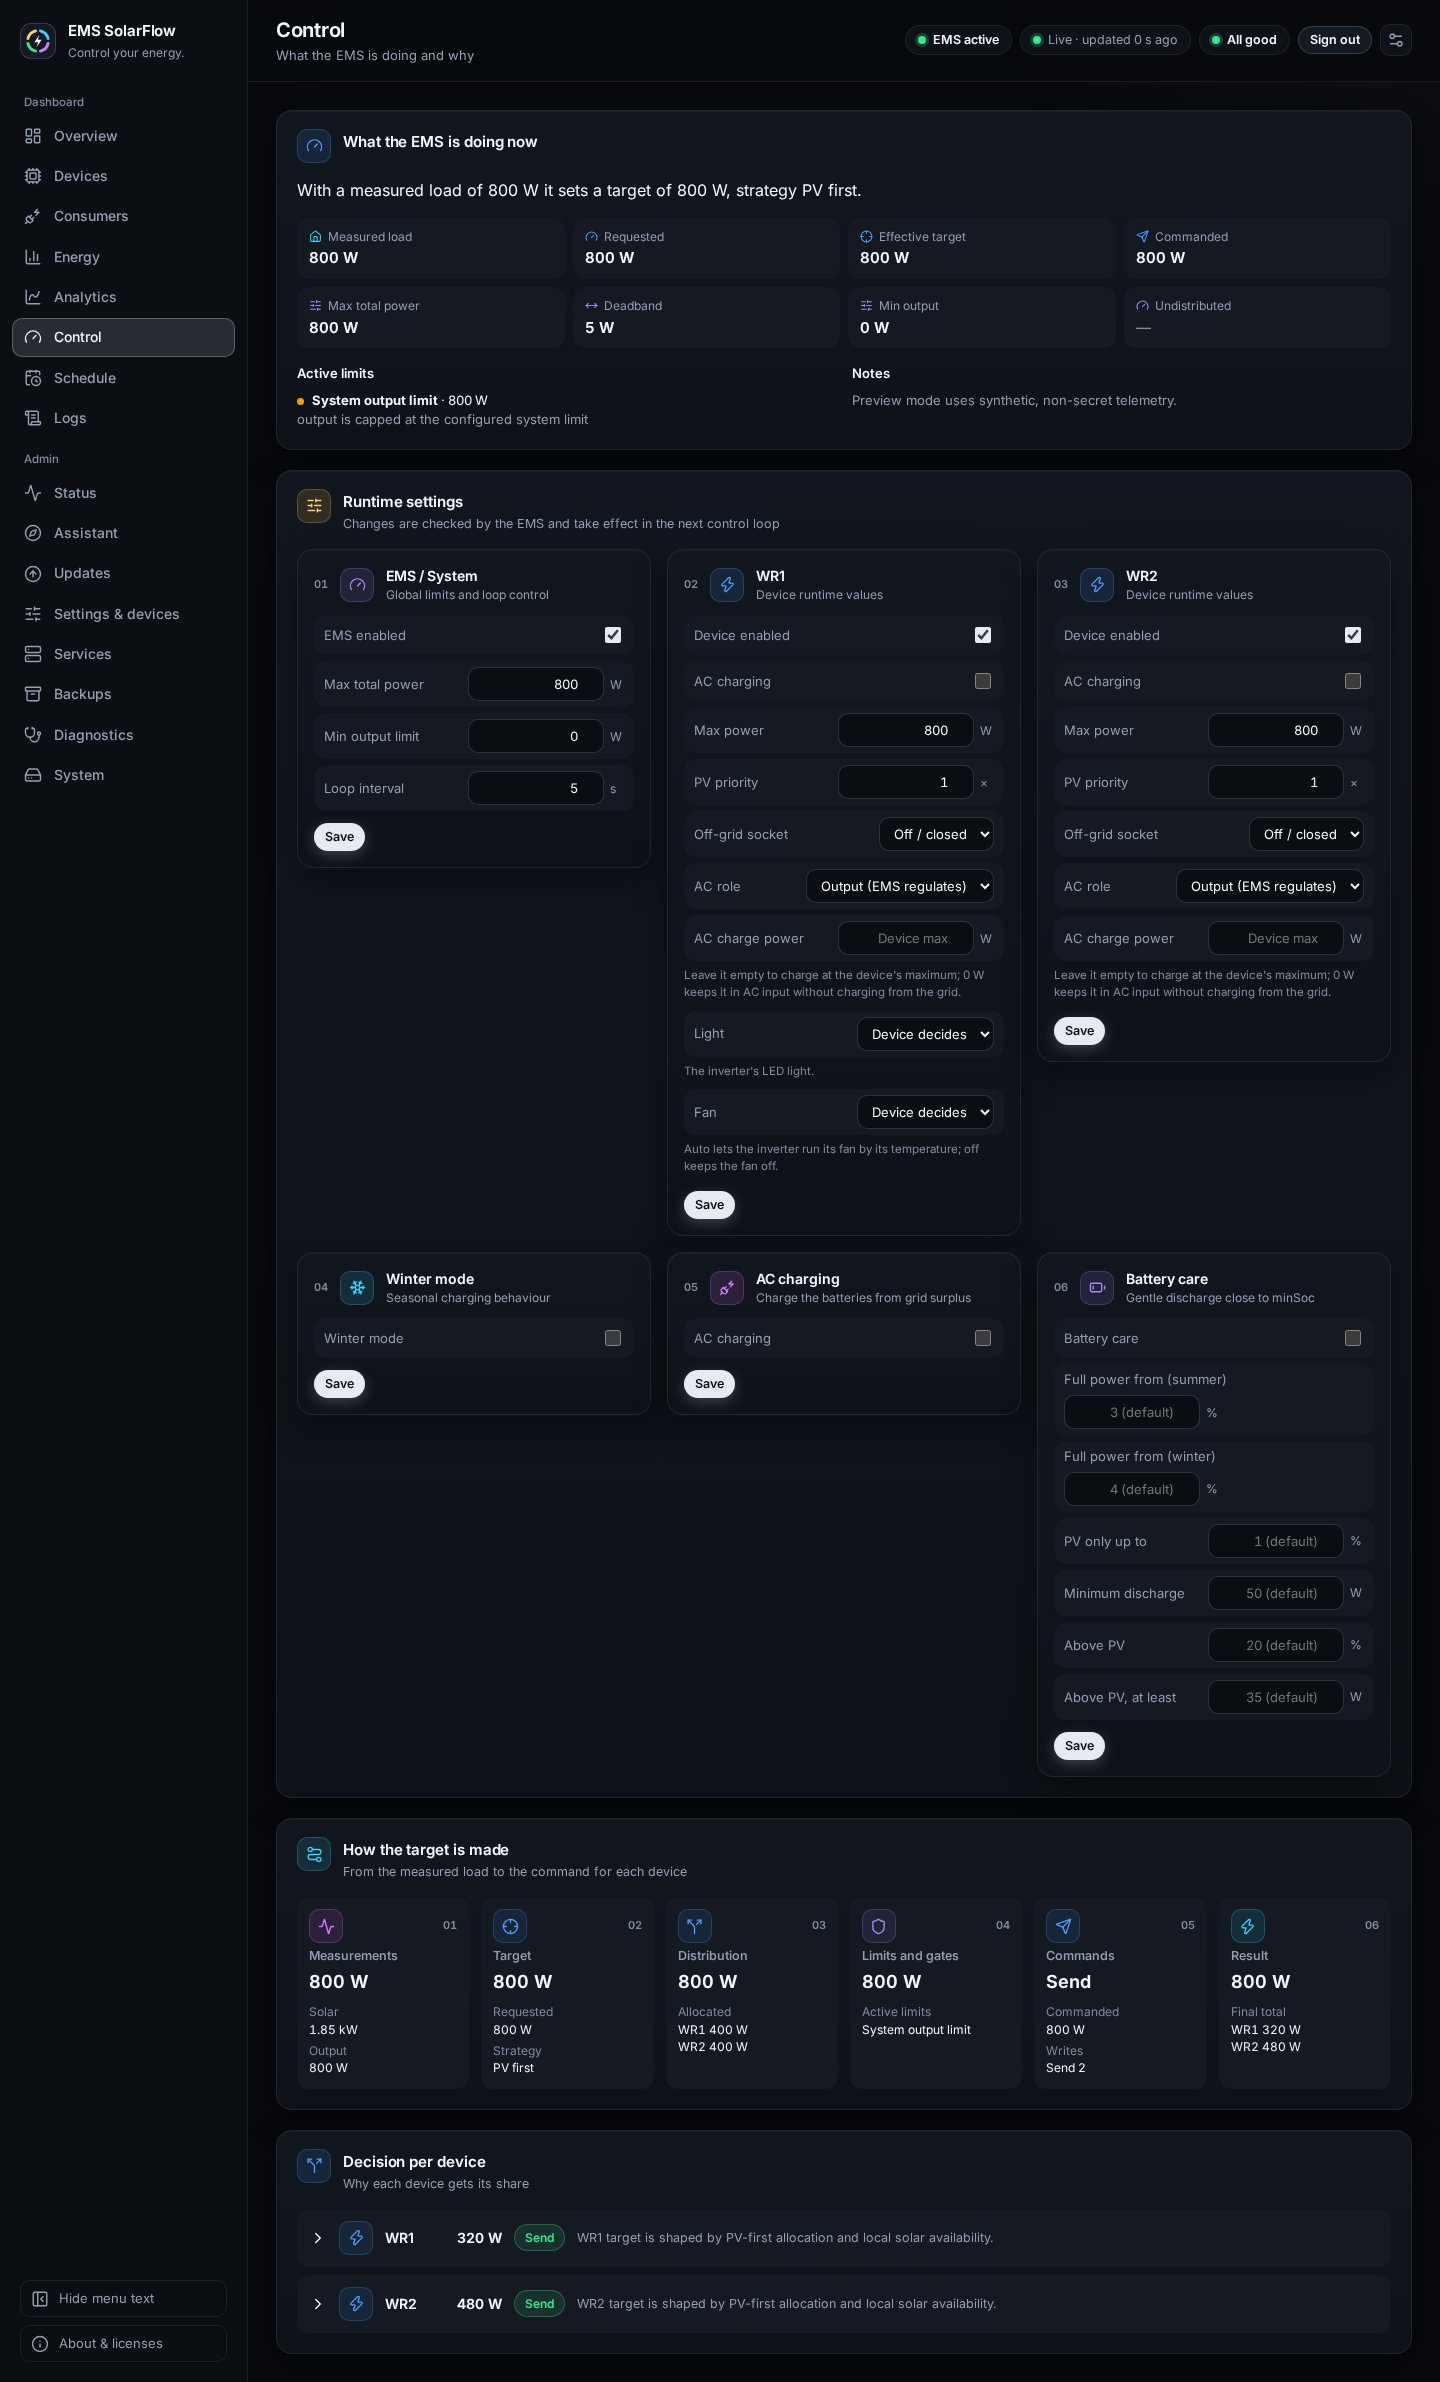 EMS SolarFlow
Control your energy.
Dashboard
Overview
Devices
Consumers
Energy
Analytics
Control
Schedule
Logs
Admin
Status
Assistant
Updates
Settings & devices
Services
Backups
Diagnostics
System
Hide menu text
About & licenses
Control
What the EMS is doing and why
EMS active
Live · updated 0 s ago
All good
Sign out
What the EMS is doing now
With a measured load of 800 W it sets a target of 800 W, strategy PV first.
Measured load
800 W
Requested
800 W
Effective target
800 W
Commanded
800 W
Max total power
800 W
Deadband
5 W
Min output
0 W
Undistributed
—
Active limits
System output limit · 800 W
output is capped at the configured system limit
Notes
Preview mode uses synthetic, non-secret telemetry.
Runtime settings
Changes are checked by the EMS and take effect in the next control loop
01
EMS / System
Global limits and loop control
EMS enabled
Max total power 800 W
Min output limit 0 W
Loop interval 5 s
Save
02
WR1
Device runtime values
Device enabled
AC charging
Max power 800 W
PV priority 1 ×
Off-grid socket Off / closed
AC role Output (EMS regulates)
AC charge power Device max W
Leave it empty to charge at the device's maximum; 0 W
keeps it in AC input without charging from the grid.
Light Device decides
The inverter's LED light.
Fan Device decides
Auto lets the inverter run its fan by its temperature; off
keeps the fan off.
Save
03
WR2
Device runtime values
Device enabled
AC charging
Max power 800 W
PV priority 1 ×
Off-grid socket Off / closed
AC role Output (EMS regulates)
AC charge power Device max W
Leave it empty to charge at the device's maximum; 0 W
keeps it in AC input without charging from the grid.
Save
04
Winter mode
Seasonal charging behaviour
Winter mode
Save
05
AC charging
Charge the batteries from grid surplus
AC charging
Save
06
Battery care
Gentle discharge close to minSoc
Battery care
Full power from (summer)
3 (default) %
Full power from (winter)
4 (default) %
PV only up to 1 (default) %
Minimum discharge 50 (default) W
Above PV 20 (default) %
Above PV, at least 35 (default) W
Save
How the target is made
From the measured load to the command for each device
01
Measurements
800 W
Solar
1.85 kW
Output
800 W
02
Target
800 W
Requested
800 W
Strategy
PV first
03
Distribution
800 W
Allocated
WR1 400 W
WR2 400 W
04
Limits and gates
800 W
Active limits
System output limit
05
Commands
Send
Commanded
800 W
Writes
Send 2
06
Result
800 W
Final total
WR1 320 W
WR2 480 W
Decision per device
Why each device gets its share
WR1 320 W Send WR1 target is shaped by PV-first allocation and local solar availability.
WR2 480 W Send WR2 target is shaped by PV-first allocation and local solar availability.